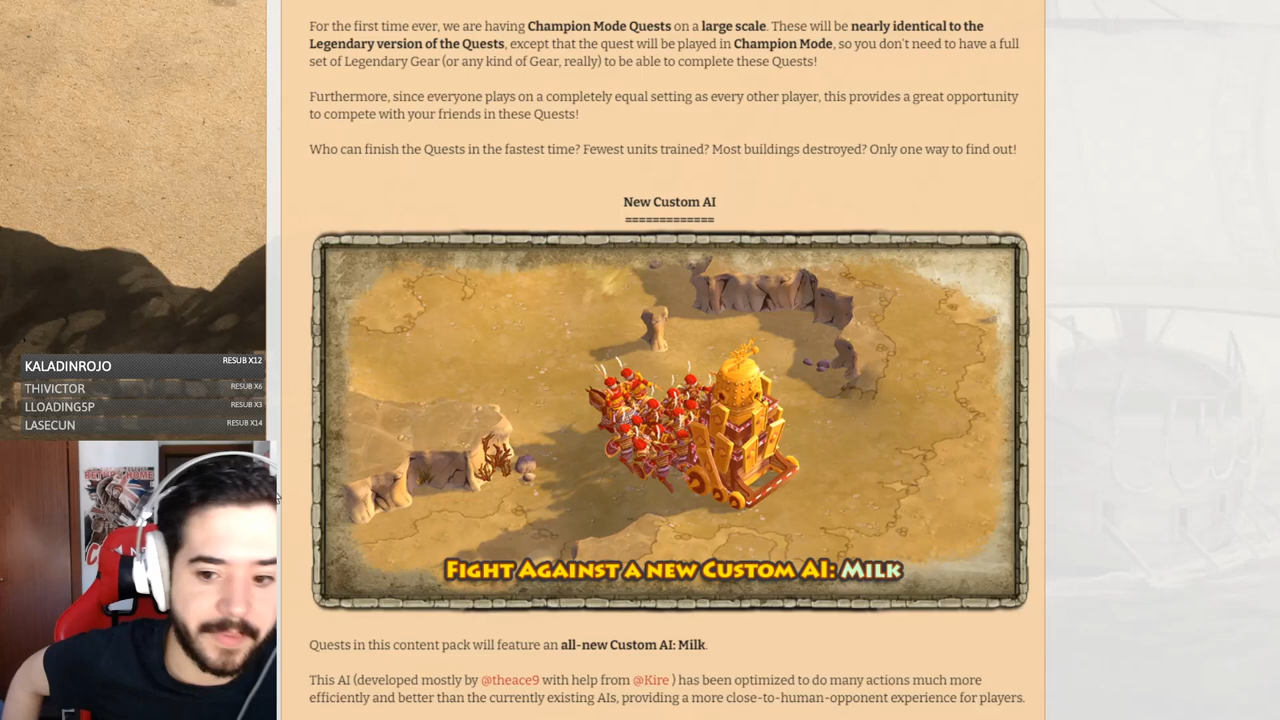 For the first time ever, we are having Champion Mode Quests on a large scale. These will be nearly identical to the
Legendary version of the Quests, except that the quest will be played in Champion Mode, so you don't need to have a full
set of Legendary Gear (or any kind of Gear, really) to be able to complete these Quests!
Furthermore, since everyone plays on a completely equal setting as every other player, this provides a great opportunity
to compete with your friends in these Quests!
Who can finish the Quests in the fastest time? Fewest units trained? Most buildings destroyed? Only one way to find out!
New Custom AI
=============
FIGHT AGAINST A NEW CUSTOM AI: MILK
Quests in this content pack will feature an all-new Custom AI: Milk.
This AI (developed mostly by @theace9 with help from @Kire ) has been optimized to do many actions much more
efficiently and better than the currently existing AIs, providing a more close-to-human-opponent experience for players.
KALADINROJO RESUB X12
THIVICTOR RESUB X6
LLOADING5P RESUB X3
LASECUN RESUB X14